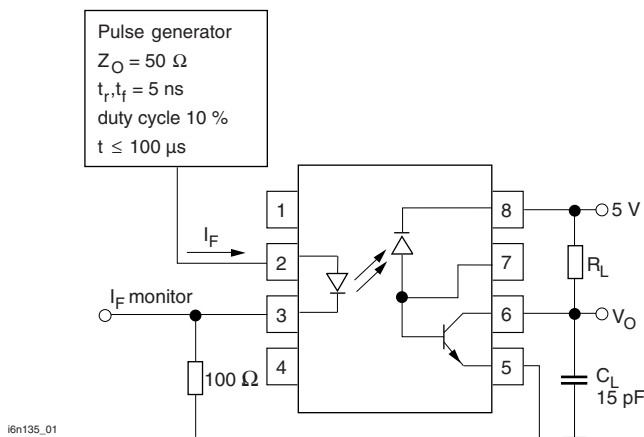 Pulse generator
Z_O = 50 Ω
t_r,t_f = 5 ns
duty cycle 10 %
t ≤ 100 μs
I_F
I_F monitor
100 Ω
1
2
3
4
8
7
6
5
5 V
R_L
V_O
C_L
15 pF
i6n135_01